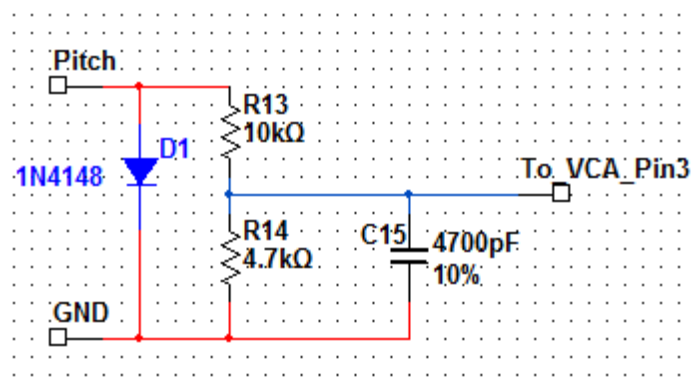 Pitch
R13
10kΩ
D1
1N4148
To_VCA_Pin3
R14
4.7kΩ
C15
4700pF
10%
GND